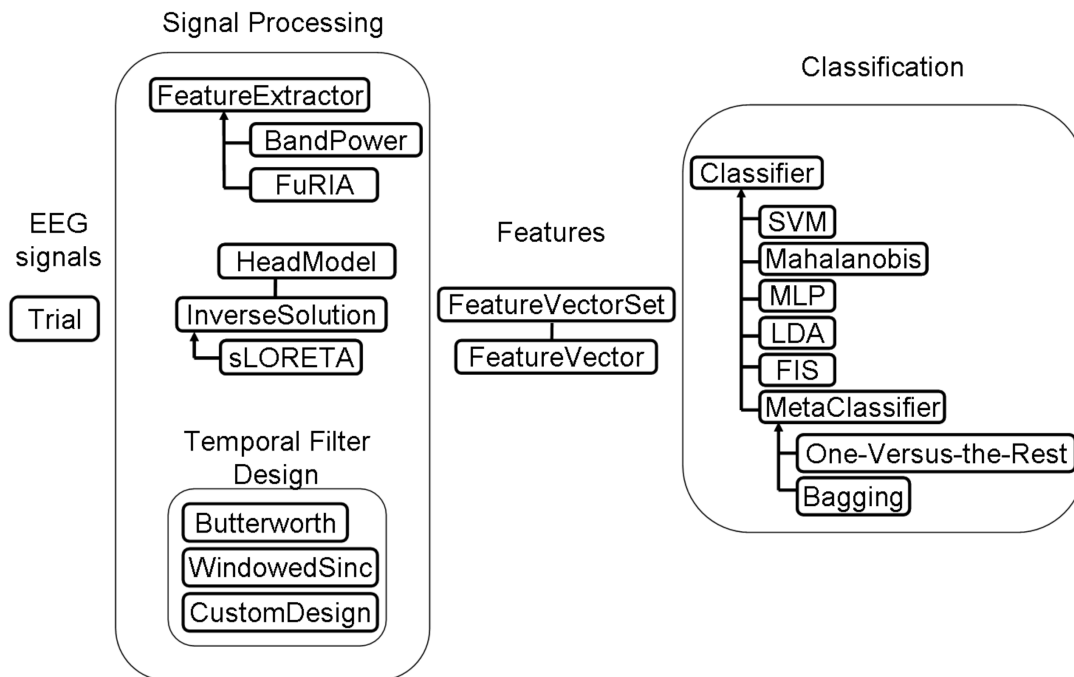 Signal Processing
FeatureExtractor
BandPower
FuRIA
EEG
signals
Trial
HeadModel
InverseSolution
sLORETA
Temporal Filter
Design
Butterworth
WindowedSinc
CustomDesign
Features
FeatureVectorSet
FeatureVector
Classification
Classifier
SVM
Mahalanobis
MLP
LDA
FIS
MetaClassifier
One-Versus-the-Rest
Bagging